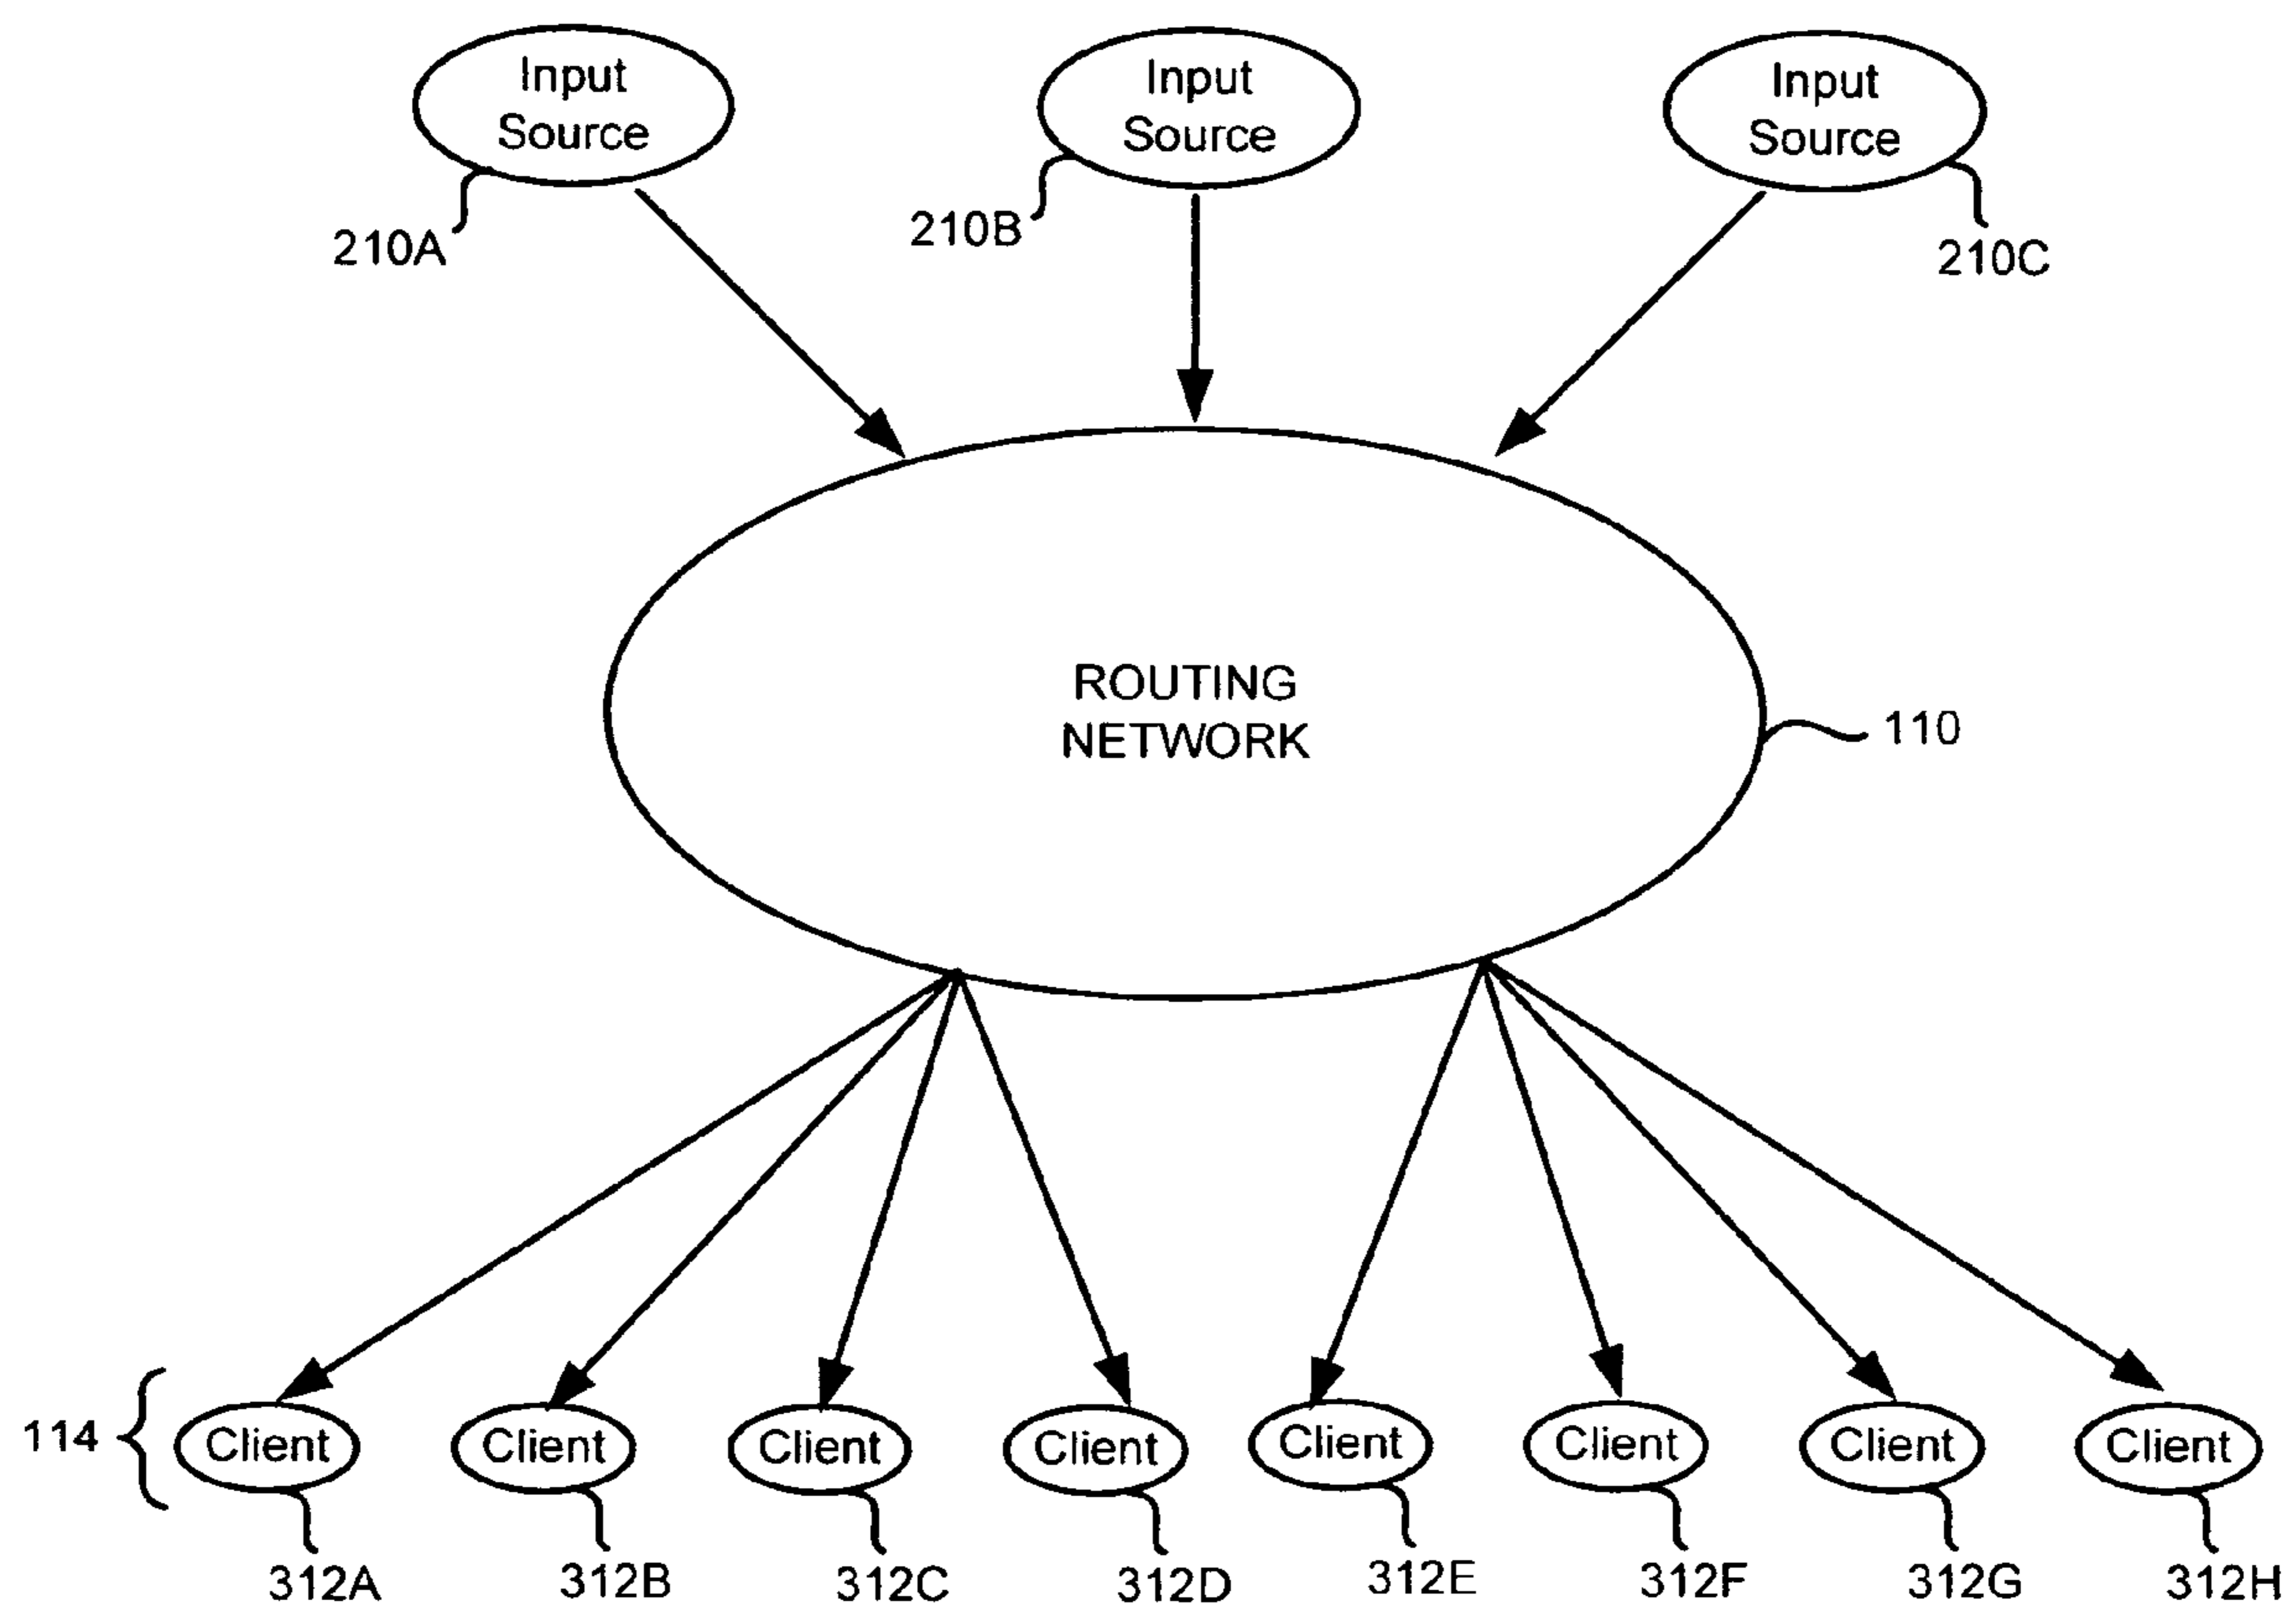 Input
Source
Input
Source
Input
Source
210A
210B
210C
ROUTING
NETWORK
110
114
Client
Client
Client
Client
Client
Client
Client
Client
312A
312B
312C
312D
312E
312F
312G
312H